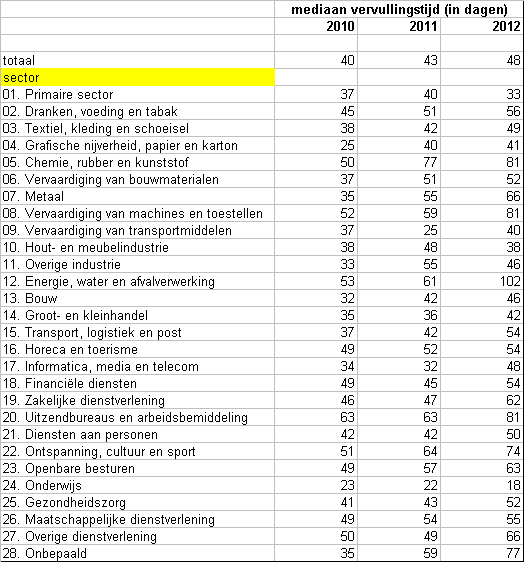 mediaan vervullingstijd (in dagen)
2010 2011 2012
totaal 40 43 48
sector
01. Primaire sector 37 40 33
02. Dranken, voeding en tabak 45 51 56
03. Textiel, kleding en schoeisel 38 42 49
04. Grafische nijverheid, papier en karton 25 40 41
05. Chemie, rubber en kunststof 50 77 81
06. Vervaardiging van bouwmaterialen 37 51 52
07. Metaal 35 55 66
08. Vervaardiging van machines en toestellen 52 59 81
09. Vervaardiging van transportmiddelen 37 25 40
10. Hout- en meubelindustrie 38 48 38
11. Overige industrie 33 55 46
12. Energie, water en afvalverwerking 53 61 102
13. Bouw 32 42 46
14. Groot- en kleinhandel 35 36 42
15. Transport, logistiek en post 37 42 54
16. Horeca en toerisme 49 52 54
17. Informatica, media en telecom 34 32 48
18. Financiële diensten 49 45 54
19. Zakelijke dienstverlening 46 47 62
20. Uitzendbureaus en arbeidsbemiddeling 63 63 81
21. Diensten aan personen 42 42 50
22. Ontspanning, cultuur en sport 51 64 74
23. Openbare besturen 49 57 63
24. Onderwijs 23 22 18
25. Gezondheidszorg 41 43 52
26. Maatschappelijke dienstverlening 49 54 55
27. Overige dienstverlening 50 49 66
28. Onbepaald 35 59 77